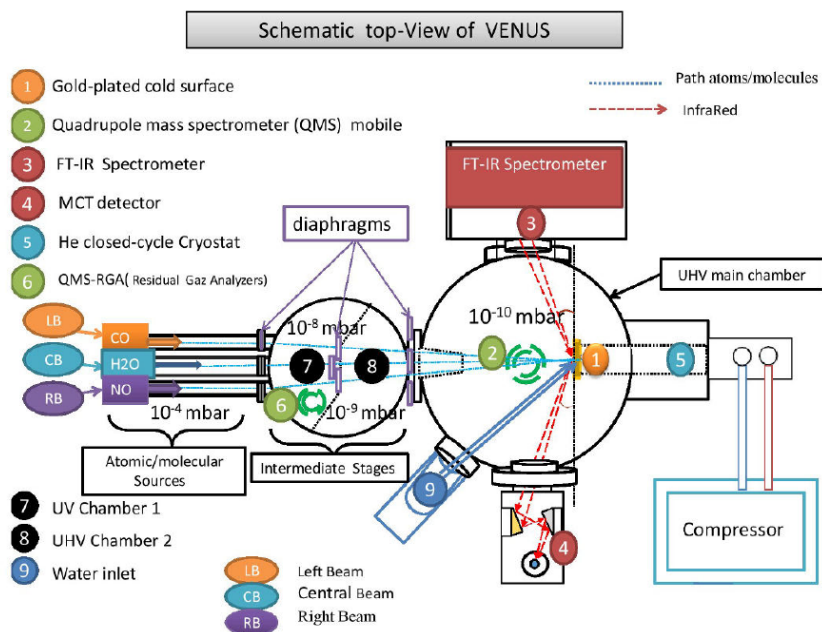 Schematic top-View of VENUS
1 Gold-plated cold surface
2 Quadrupole mass spectrometer (QMS) mobile
3 FT-IR Spectrometer
4 MCT detector
5 He closed-cycle Cryostat
6 QMS-RGA( Residual Gaz Analyzers)
Path atoms/molecules
InfraRed
FT-IR Spectrometer
3
diaphragms
UHV main chamber
LB
CO
CB
H2O
RB
NO
10-4 mbar
10-8 mbar
7
8
6
10-9 mbar
10-10 mbar
2
1
5
9
4
Atomic/molecular
Sources
Intermediate Stages
Compressor
7 UV Chamber 1
8 UHV Chamber 2
9 Water inlet
LB Left Beam
CB Central Beam
RB Right Beam